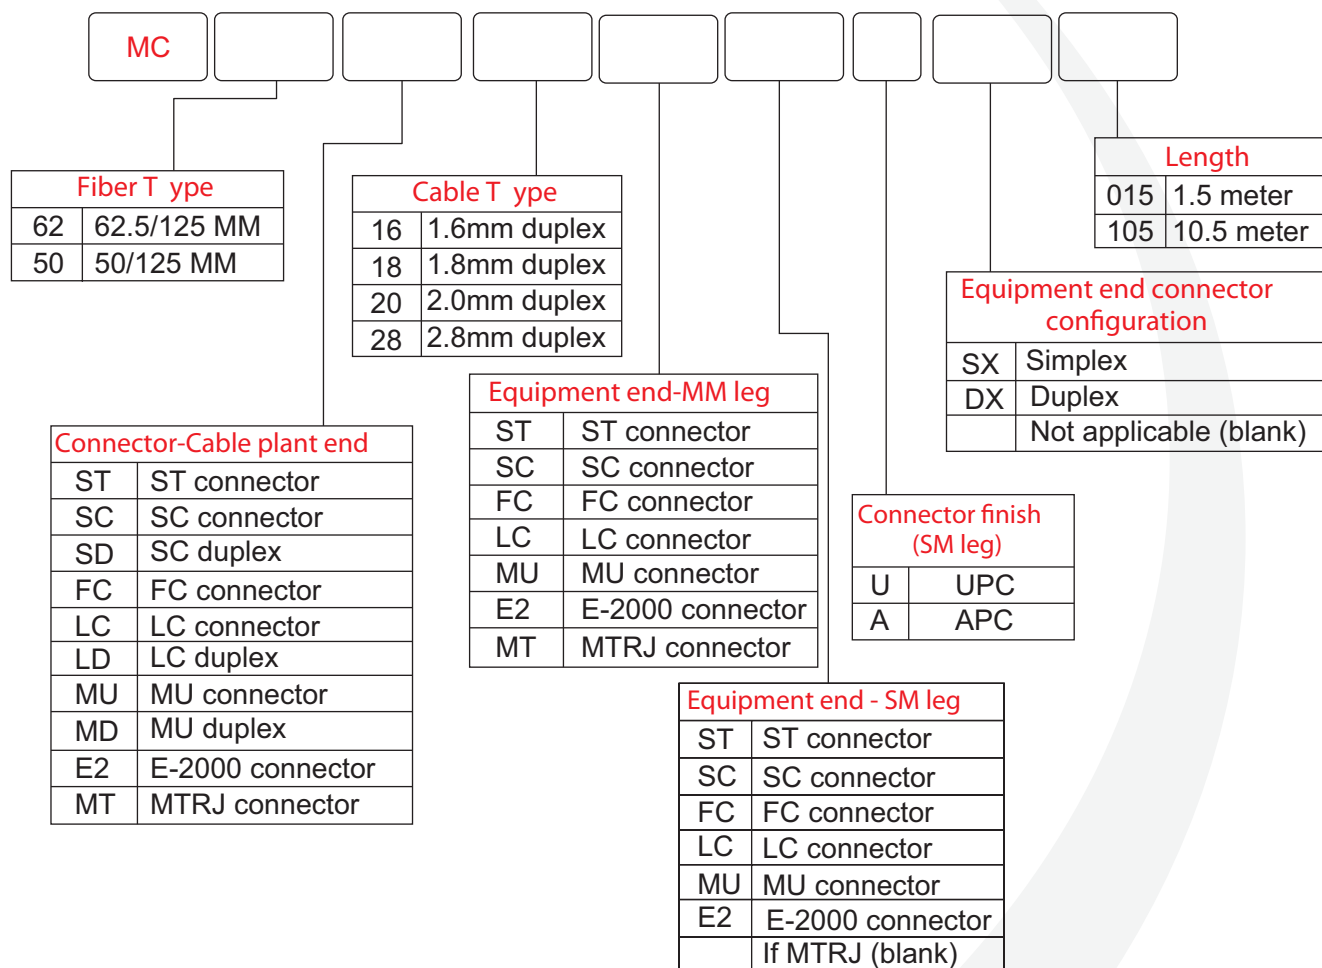 MC
Fiber T ype
62 62.5/125 MM
50 50/125 MM
Connector-Cable plant end
ST ST connector
SC SC connector
SD SC duplex
FC FC connector
LC LC connector
LD LC duplex
MU MU connector
MD MU duplex
E2 E-2000 connector
MT MTRJ connector
Cable T ype
16 1.6mm duplex
18 1.8mm duplex
20 2.0mm duplex
28 2.8mm duplex
Equipment end-MM leg
ST ST connector
SC SC connector
FC FC connector
LC LC connector
MU MU connector
E2 E-2000 connector
MT MTRJ connector
Equipment end - SM leg
ST ST connector
SC SC connector
FC FC connector
LC LC connector
MU MU connector
E2 E-2000 connector
If MTRJ (blank)
Connector finish
(SM leg)
U UPC
A APC
Equipment end connector
configuration
SX Simplex
DX Duplex
Not applicable (blank)
Length
015 1.5 meter
105 10.5 meter